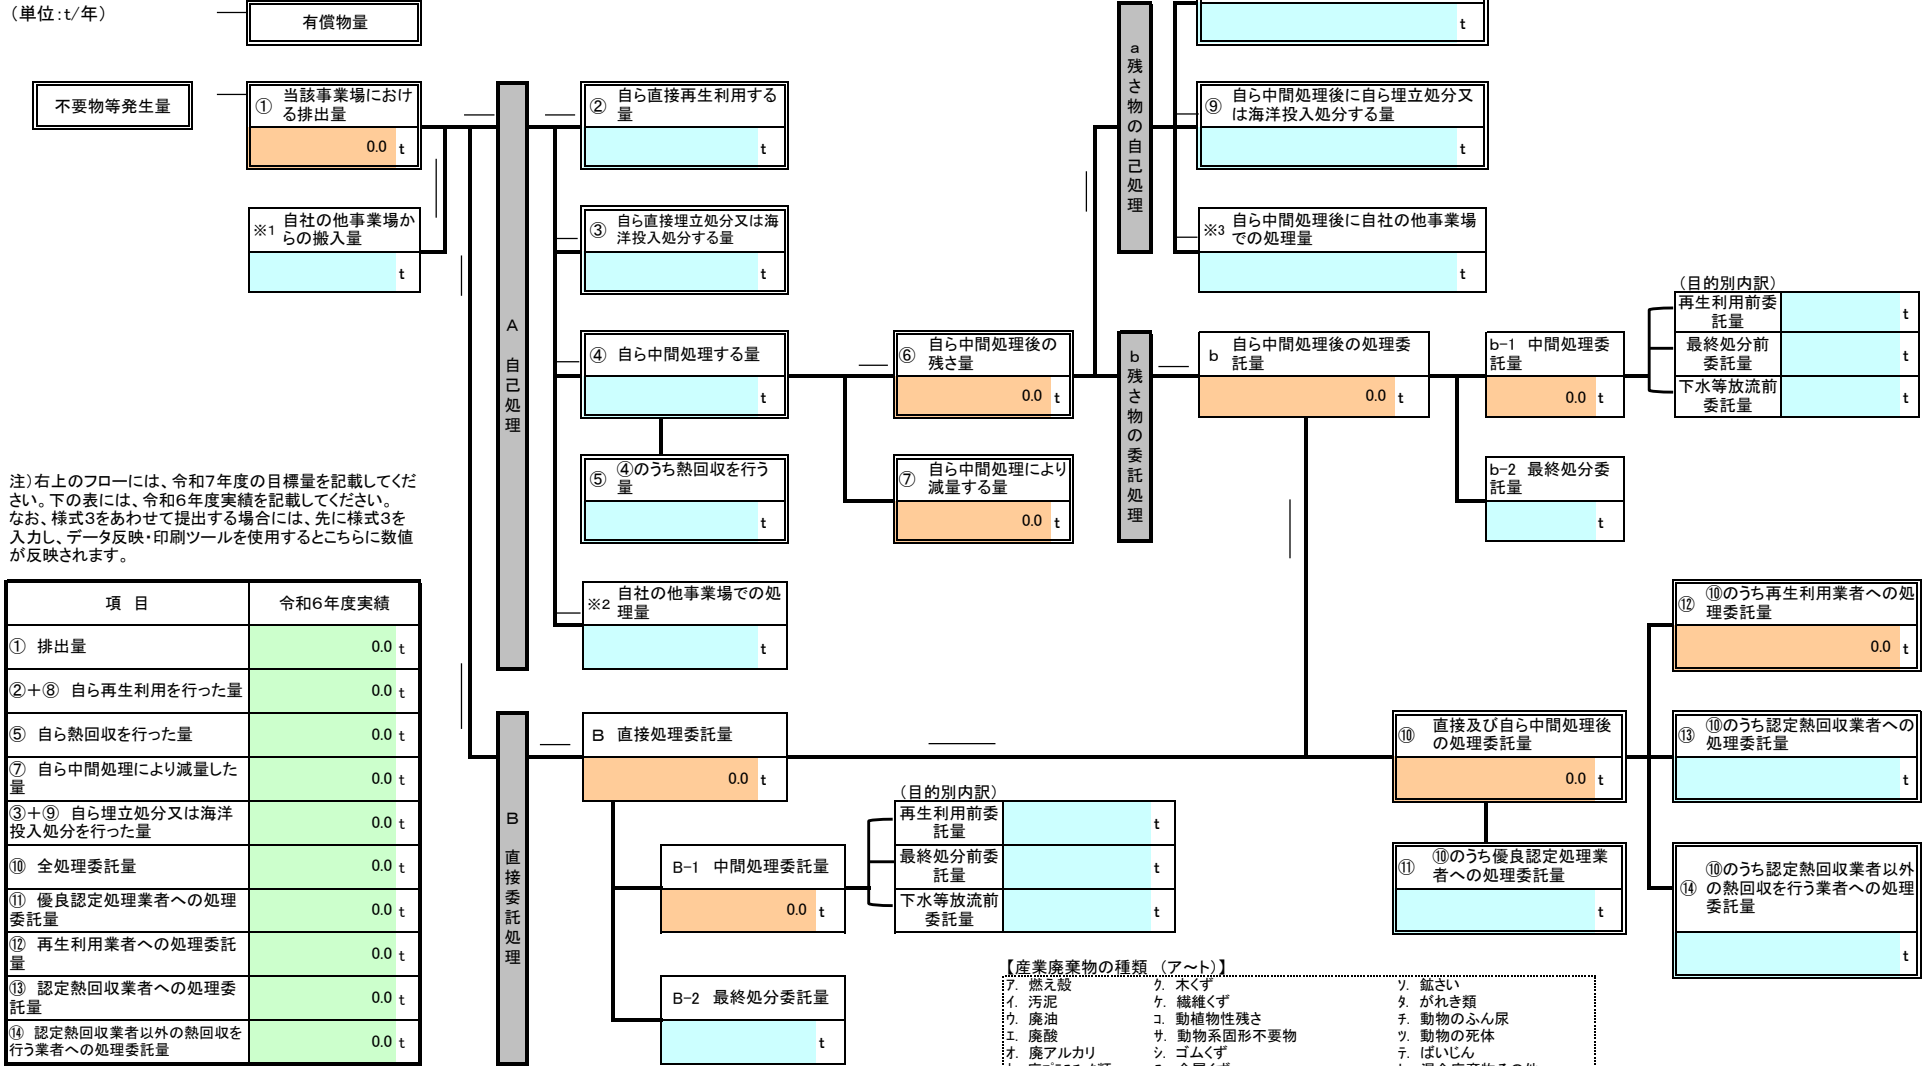 （単位：t/年）
有償物量
t
不要物等発生量
① 当該事業場におけ
る排出量
0.0 t
※1 自社の他事業場か
らの搬入量
t
A 自己処理
② 自ら直接再生利用する
量
t
③ 自ら直接埋立処分又は海
洋投入処分する量
t
④ 自ら中間処理する量
t
⑤ ④のうち熱回収を行う
量
t
※2 自社の他事業場での処
理量
t
⑥ 自ら中間処理後の
残さ量
0.0 t
⑦ 自ら中間処理により
減量する量
0.0 t
a 残さ物の自己処理
⑨ 自ら中間処理後に自ら埋立処分又
は海洋投入処分する量
t
※3 自ら中間処理後に自社の他事業場
での処理量
t
b 残さ物の委託処理
b 自ら中間処理後の処理委
託量
0.0 t
b-1 中間処理委
託量
0.0 t
（目的別内訳）
再生利用前委
託量
t
最終処分前
委託量
t
下水等放流前
委託量
t
b-2 最終処分委
託量
t
注）右上のフローには、令和7年度の目標量を記載してくだ
さい。下の表には、令和6年度実績を記載してください。
なお、様式3をあわせて提出する場合には、先に様式3を
入力し、データ反映・印刷ツールを使用するとこちらに数値
が反映されます。
項 目 令和6年度実績
① 排出量 0.0 t
②＋⑧ 自ら再生利用を行った量 0.0 t
⑤ 自ら熱回収を行った量 0.0 t
⑦ 自ら中間処理により減量した
量 0.0 t
③＋⑨ 自ら埋立処分又は海洋
投入処分を行った量 0.0 t
⑩ 全処理委託量 0.0 t
⑪ 優良認定処理業者への処理
委託量 0.0 t
⑫ 再生利用業者への処理委託
量 0.0 t
⑬ 認定熱回収業者への処理委
託量 0.0 t
⑭ 認定熱回収業者以外の熱回収を
行う業者への処理委託量 0.0 t
B 直接委託処理
B 直接処理委託量
0.0 t
B-1 中間処理委託量
0.0 t
（目的別内訳）
再生利用前委
託量
t
最終処分前委
託量
t
下水等放流前
委託量
t
B-2 最終処分委託量
t
⑩ 直接及び自ら中間処理後
の処理委託量
0.0 t
⑪ ⑩のうち優良認定処理業
者への処理委託量
t
⑫ ⑩のうち再生利用業者への処
理委託量
0.0 t
⑬ ⑩のうち認定熱回収業者への
処理委託量
t
⑭ ⑩のうち認定熱回収業者以外
の熱回収を行う業者への処理
委託量
t
【産業廃棄物の種類 （ア～ト）】
ア. 燃え殻 ク. 木くず ソ. 鉱さい
イ. 汚泥 ケ. 繊維くず タ. がれき類
ウ. 廃油 コ. 動植物性残さ チ. 動物のふん尿
エ. 廃酸 サ. 動物系固形不要物 ツ. 動物の死体
オ. 廃アルカリ シ. ゴムくず テ. ばいじん